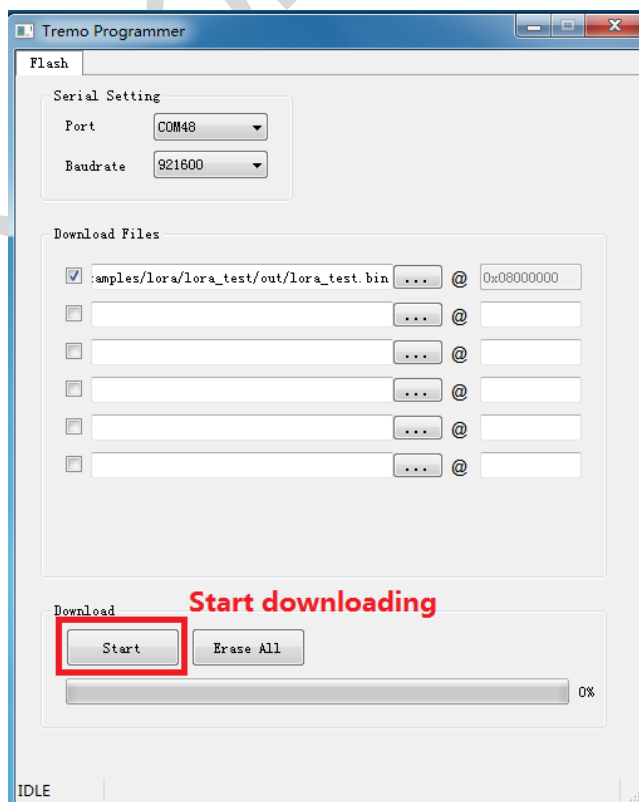 Tremo Programmer
Flash
Serial Setting
Port COM48
Baudrate 921600
Download Files
:amples/lora/lora_test/out/lora_test.bin ... @ 0x08000000
... @
... @
... @
... @
... @
Start downloading
Download
Start Erase All
0%
IDLE